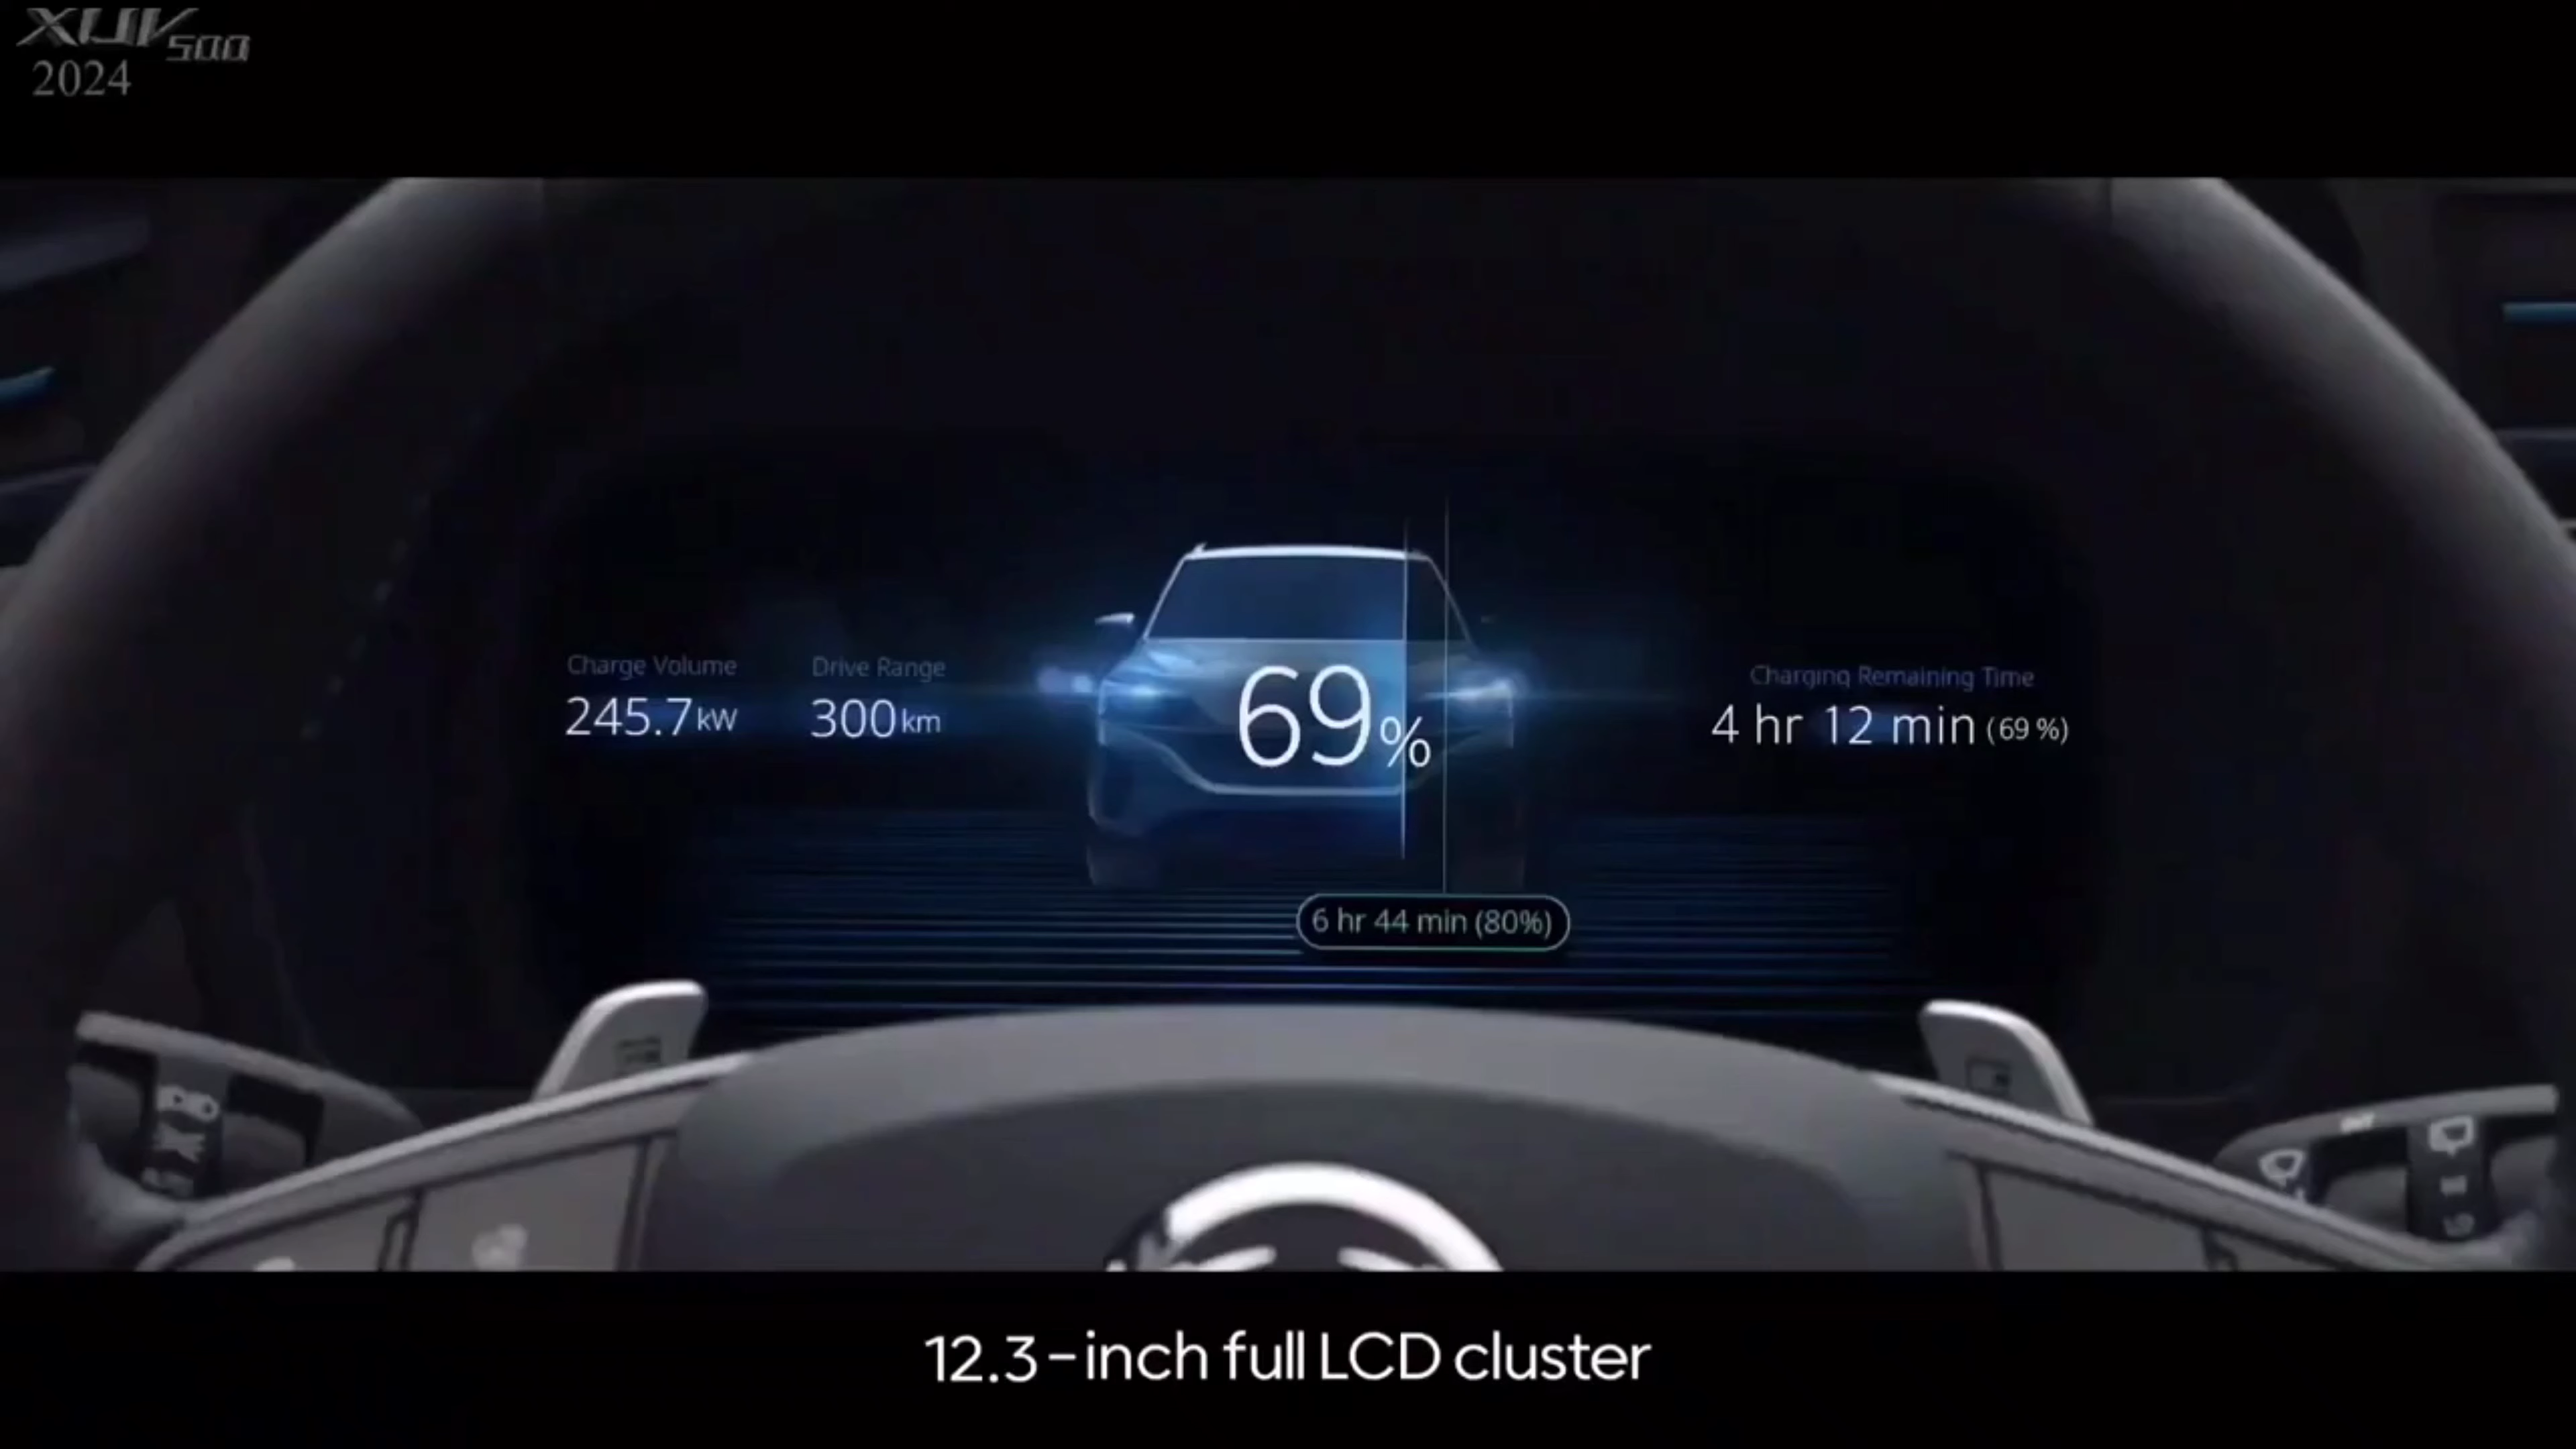 XUV500
2024
Charge Volume
245.7kW
Drive Range
300km
69%
Charging Remaining Time
4 hr 12 min (69 %)
6 hr 44 min (80%)
12.3-inch full LCD cluster